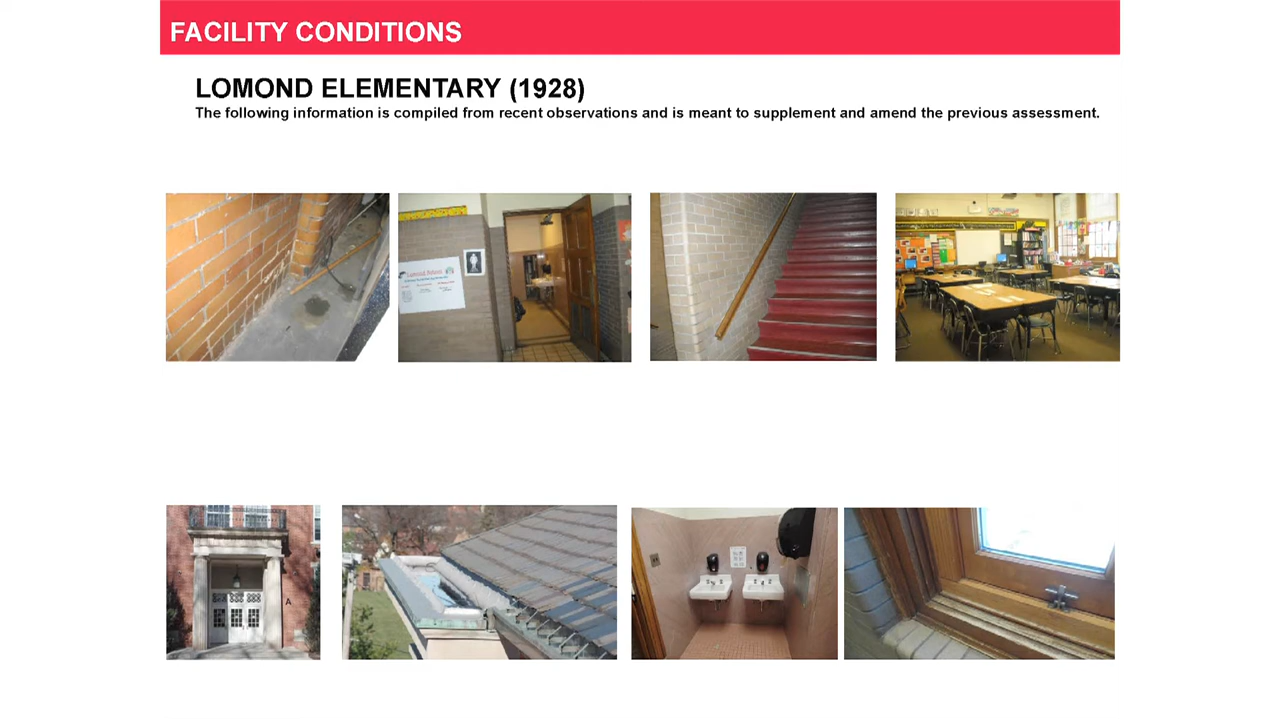 FACILITY CONDITIONS
LOMOND ELEMENTARY (1928)
The following information is compiled from recent observations and is meant to supplement and amend the previous assessment.
A